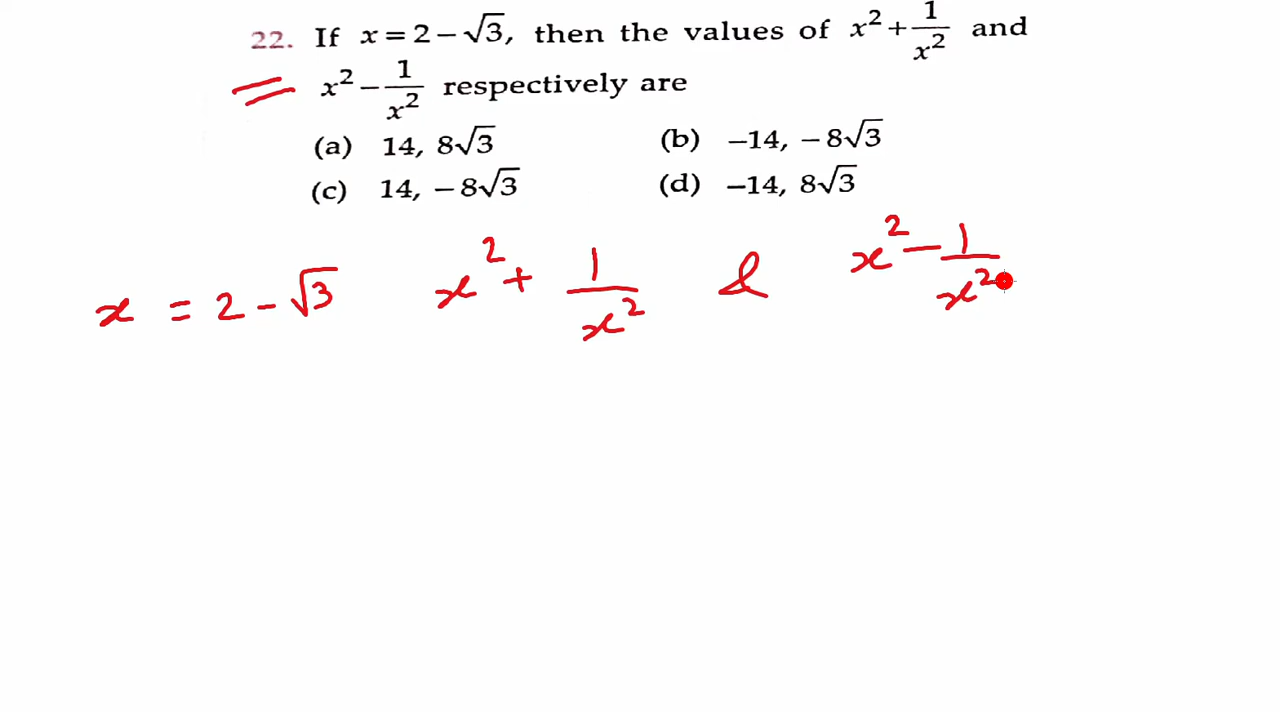 22. If x = 2 − √3, then the values of x² + 1/x² and
x² − 1/x² respectively are
(a) 14, 8√3 (b) −14, −8√3
(c) 14, −8√3 (d) −14, 8√3
x = 2 − √3 x² + 1/x² & x² − 1/x²